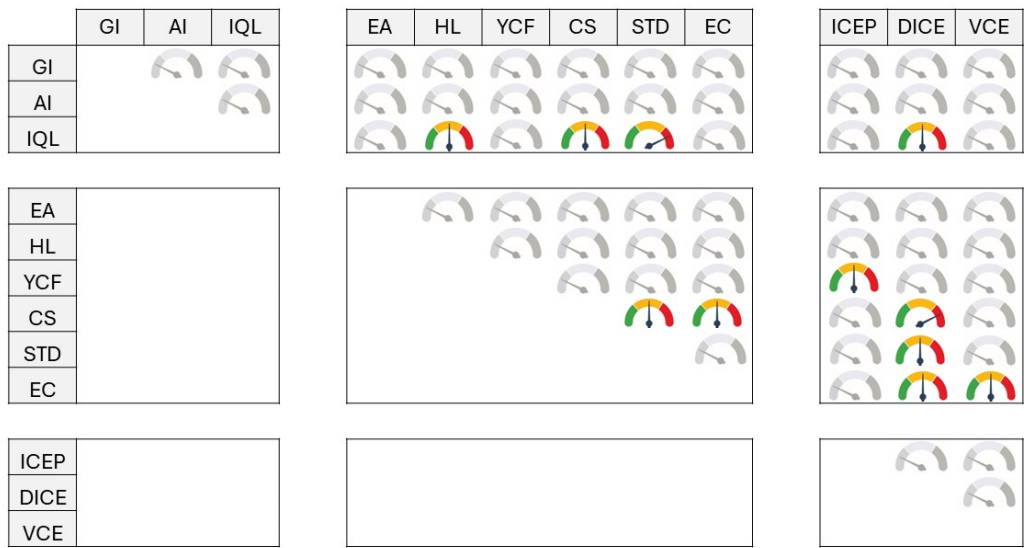 GI AI IQL EA HL YCF CS STD EC ICEP DICE VCE
GI
AI
IQL
EA
HL
YCF
CS
STD
EC
ICEP
DICE
VCE